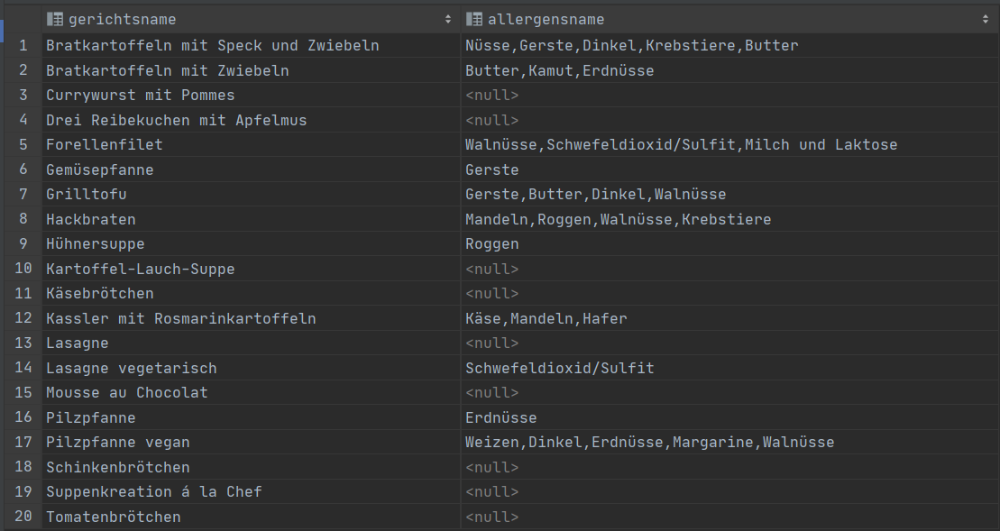 gerichtsname allergensname
1 Bratkartoffeln mit Speck und Zwiebeln Nüsse,Gerste,Dinkel,Krebstiere,Butter
2 Bratkartoffeln mit Zwiebeln Butter,Kamut,Erdnüsse
3 Currywurst mit Pommes <null>
4 Drei Reibekuchen mit Apfelmus <null>
5 Forellenfilet Walnüsse,Schwefeldioxid/Sulfit,Milch und Laktose
6 Gemüsepfanne Gerste
7 Grilltofu Gerste,Butter,Dinkel,Walnüsse
8 Hackbraten Mandeln,Roggen,Walnüsse,Krebstiere
9 Hühnersuppe Roggen
10 Kartoffel-Lauch-Suppe <null>
11 Käsebrötchen <null>
12 Kassler mit Rosmarinkartoffeln Käse,Mandeln,Hafer
13 Lasagne <null>
14 Lasagne vegetarisch Schwefeldioxid/Sulfit
15 Mousse au Chocolat <null>
16 Pilzpfanne Erdnüsse
17 Pilzpfanne vegan Weizen,Dinkel,Erdnüsse,Margarine,Walnüsse
18 Schinkenbrötchen <null>
19 Suppenkreation á la Chef <null>
20 Tomatenbrötchen <null>